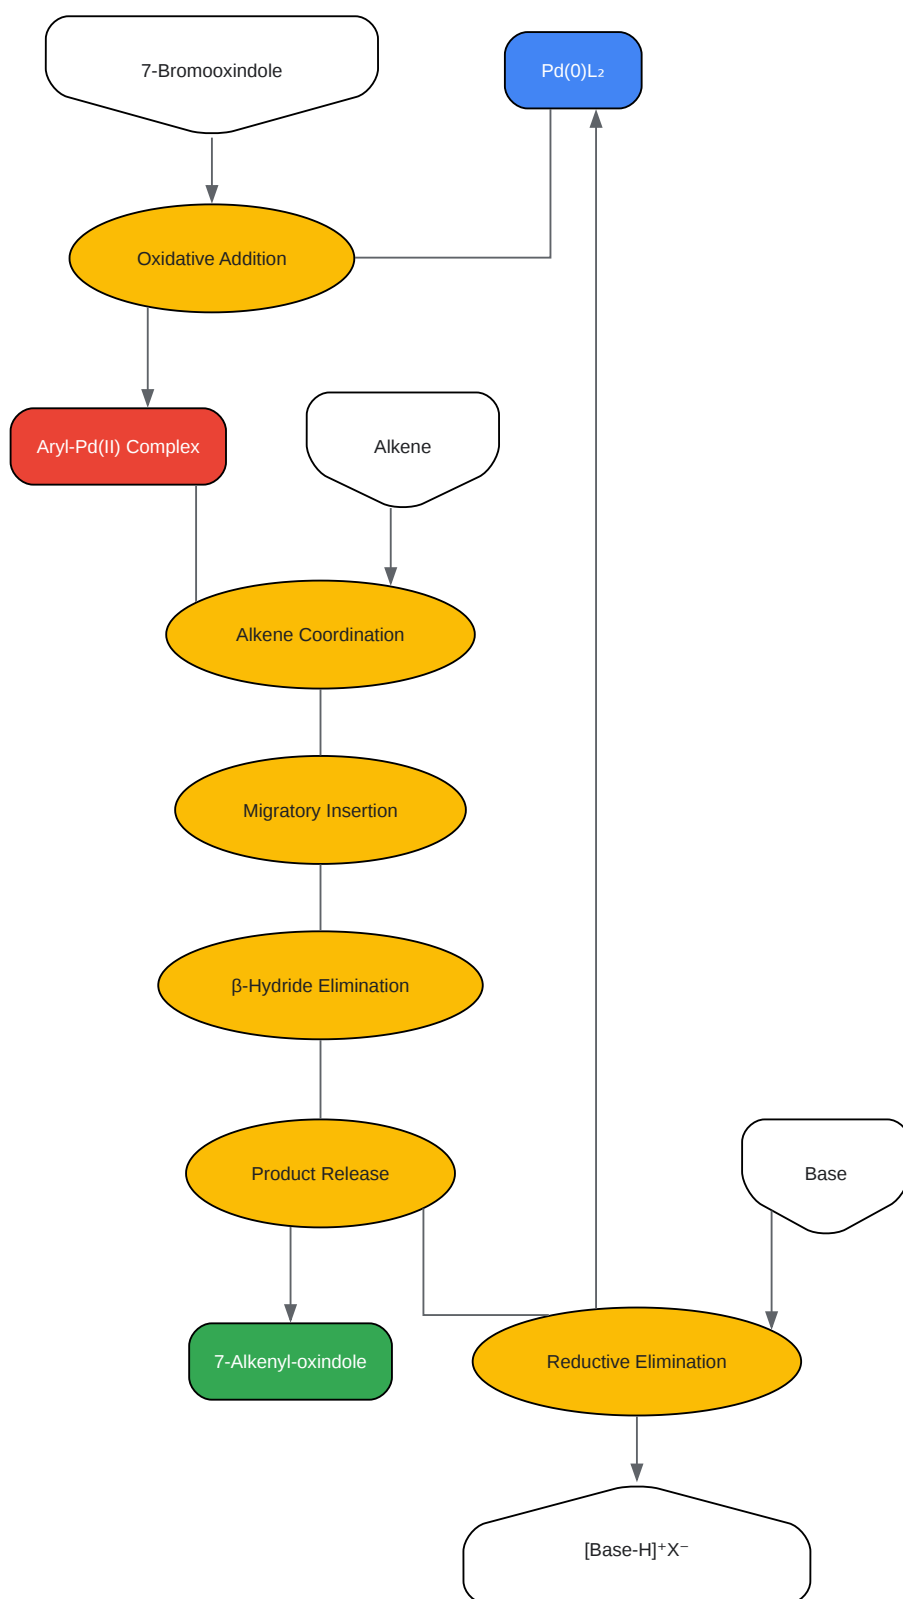 7-Bromooxindole
Pd(0)L₂
Oxidative Addition
Aryl-Pd(II) Complex
Alkene
Alkene Coordination
Migratory Insertion
β-Hydride Elimination
Product Release
Base
7-Alkenyl-oxindole
Reductive Elimination
[Base-H]⁺X⁻